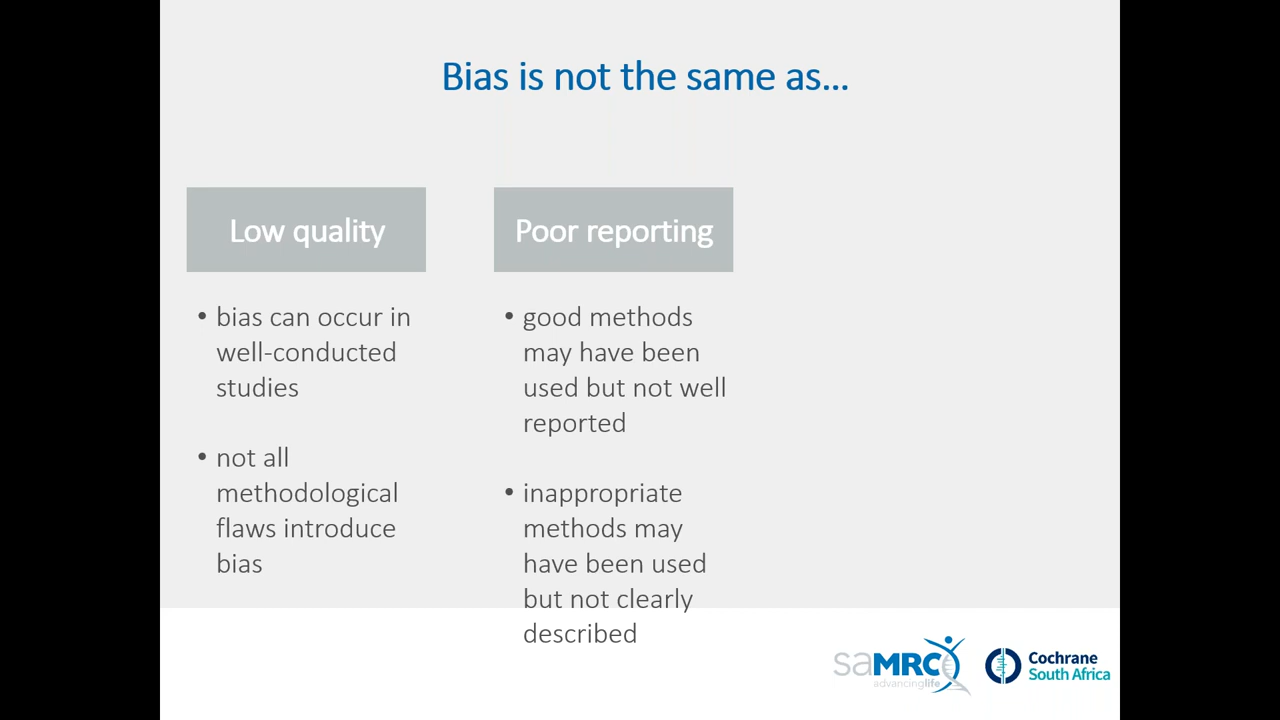 Bias is not the same as...
Low quality
• bias can occur in
well-conducted
studies
• not all
methodological
flaws introduce
bias
Poor reporting
• good methods
may have been
used but not well
reported
• inappropriate
methods may
have been used
but not clearly
described
saMRC
advancinglife
Cochrane
South Africa